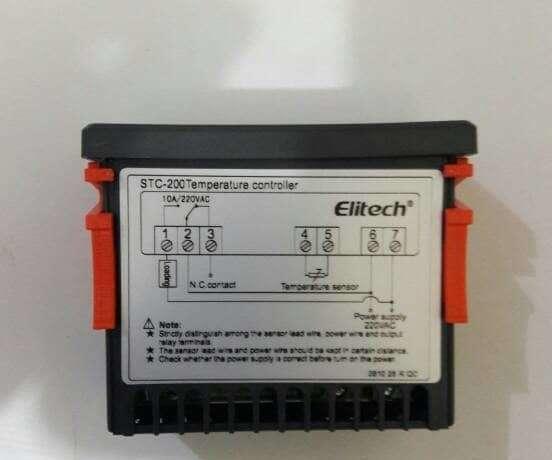 STC-200Temperature controller
10A/220VAC
Elitech®
1 2 3 4 5 6 7
Loading
N.C.contact
Temperature sensor
Power supply
220VAC
Note:
★ Strictly distinguish among the sensor lead wire, power wire and output
relay terminals.
★ The sensor lead wire and power wire should be kept in certain distance.
★ Check whether the power supply is correct before turn on the power.
QC